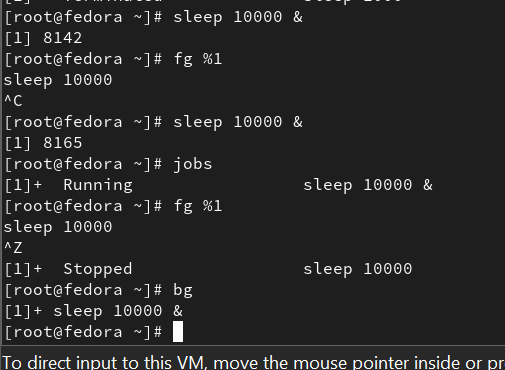 [root@fedora ~]# sleep 10000 &
[1] 8142
[root@fedora ~]# fg %1
sleep 10000
^C
[root@fedora ~]# sleep 10000 &
[1] 8165
[root@fedora ~]# jobs
[1]+  Running                 sleep 10000 &
[root@fedora ~]# fg %1
sleep 10000
^Z
[1]+  Stopped                 sleep 10000
[root@fedora ~]# bg
[1]+ sleep 10000 &
[root@fedora ~]#
To direct input to this VM, move the mouse pointer inside or